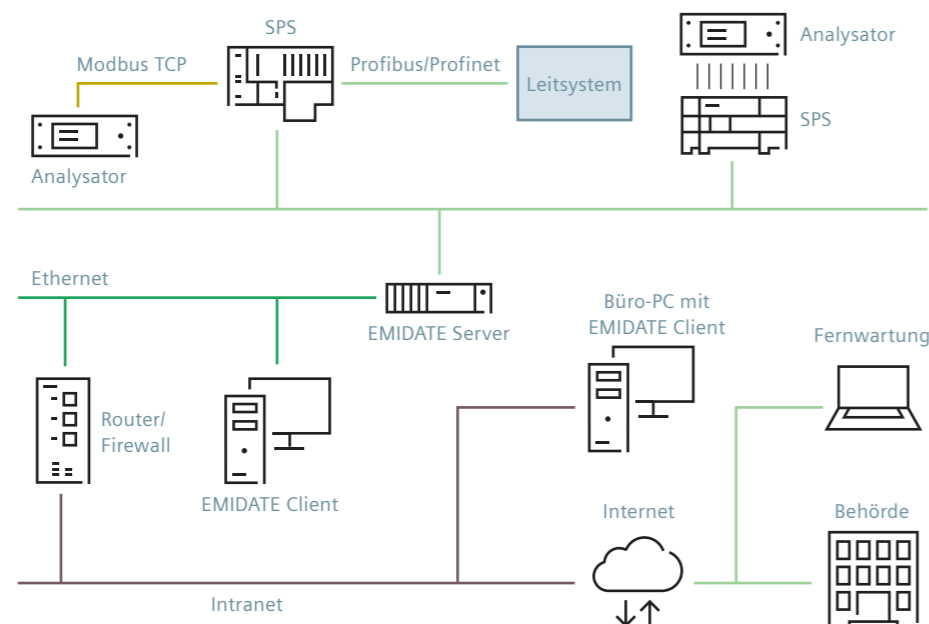 SPS
Modbus TCP
Profibus/Profinet
Leitsystem
Analysator
SPS
Analysator
Ethernet
EMIDATE Server
Büro-PC mit
EMIDATE Client
Fernwartung
Router/
Firewall
EMIDATE Client
Internet
Behörde
Intranet